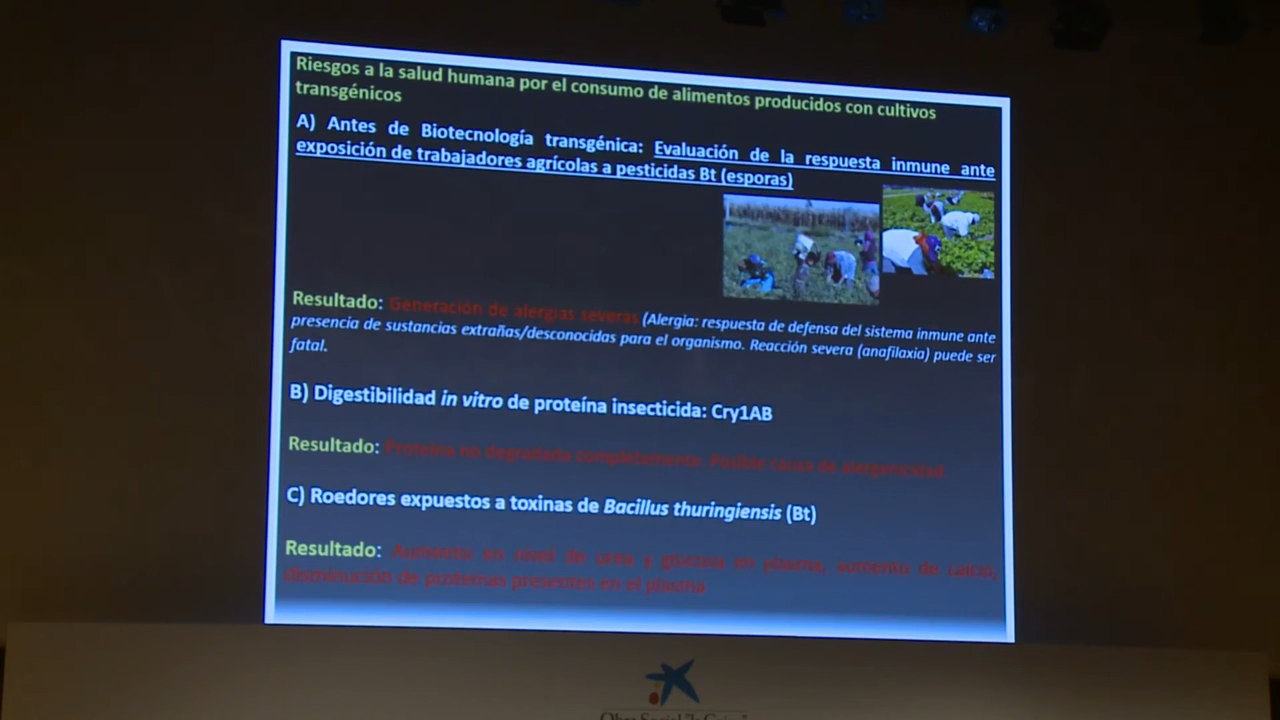 Riesgos a la salud humana por el consumo de alimentos producidos con cultivos
transgénicos
A) Antes de Biotecnología transgénica: Evaluación de la respuesta inmune ante
exposición de trabajadores agrícolas a pesticidas Bt (esporas)
Resultado: Generación de alergias severas (Alergia: respuesta de defensa del sistema inmune ante
presencia de sustancias extrañas/desconocidas para el organismo. Reacción severa (anafilaxia) puede ser
fatal.
B) Digestibilidad in vitro de proteína insecticida: Cry1AB
Resultado: Proteína no degradada completamente. Posible causa de alergenicidad.
C) Roedores expuestos a toxinas de Bacillus thuringiensis (Bt)
Resultado: Aumento en nivel de urea y glucosa en plasma, aumento de calcio,
disminución de proteínas presentes en el plasma
Obra Social "la Caixa"